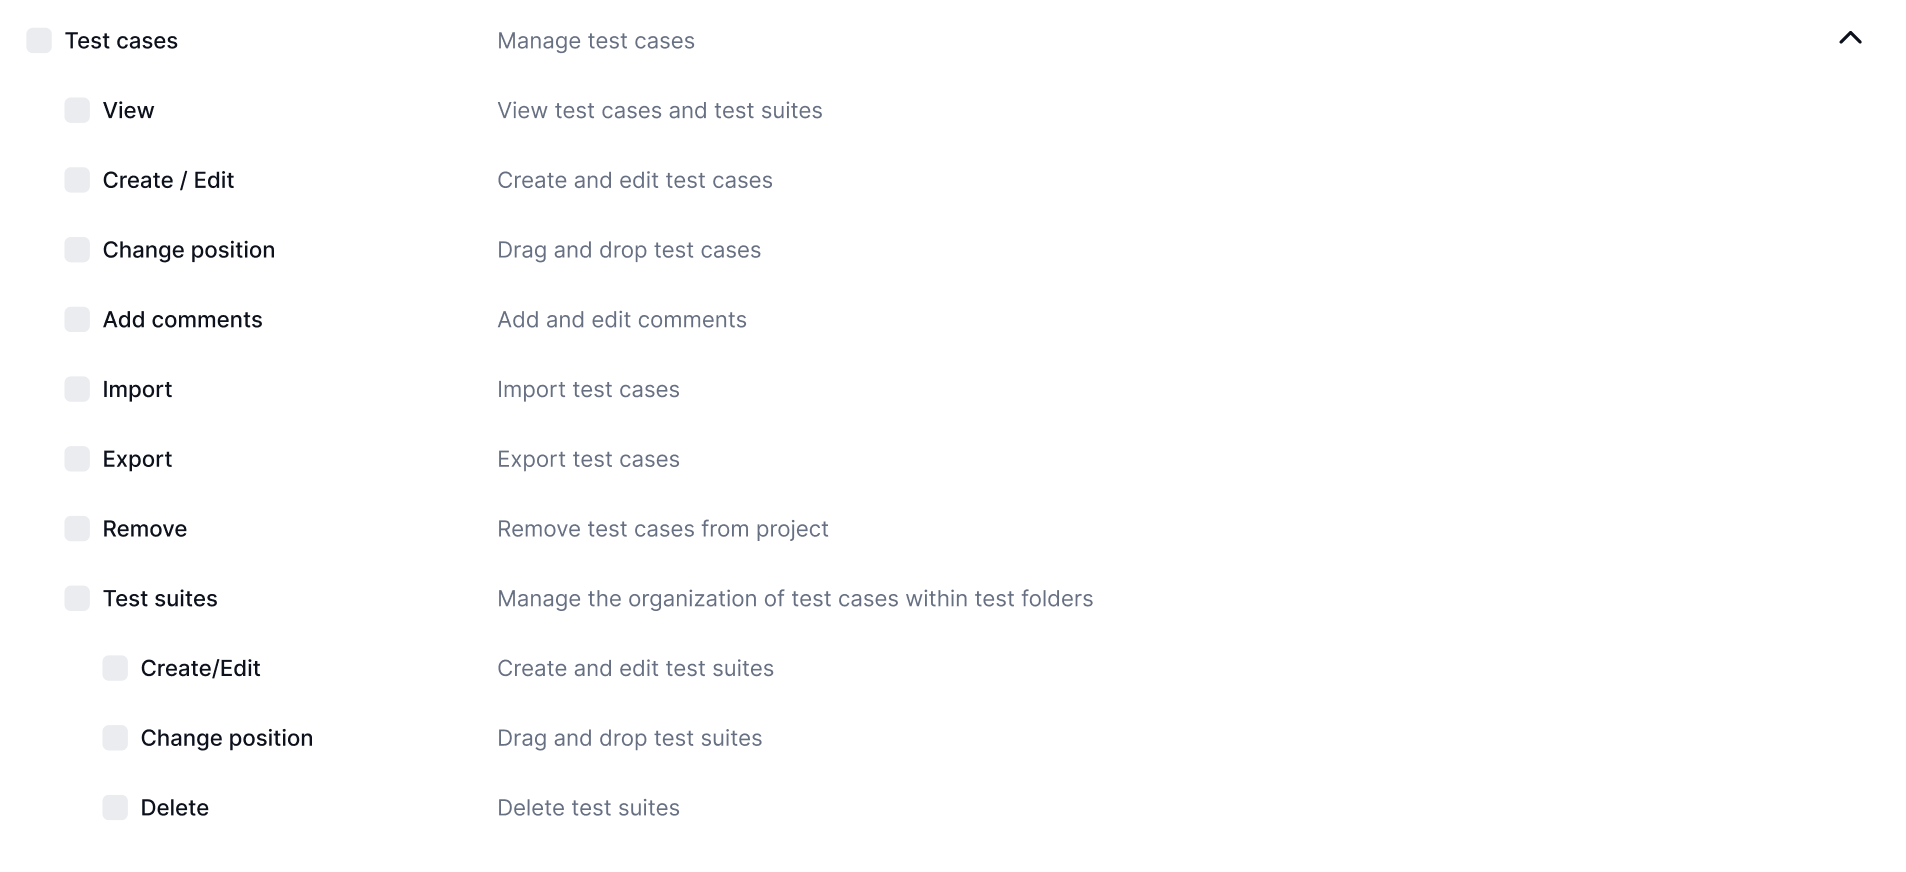 Test cases Manage test cases
View View test cases and test suites
Create / Edit Create and edit test cases
Change position Drag and drop test cases
Add comments Add and edit comments
Import Import test cases
Export Export test cases
Remove Remove test cases from project
Test suites Manage the organization of test cases within test folders
Create/Edit Create and edit test suites
Change position Drag and drop test suites
Delete Delete test suites